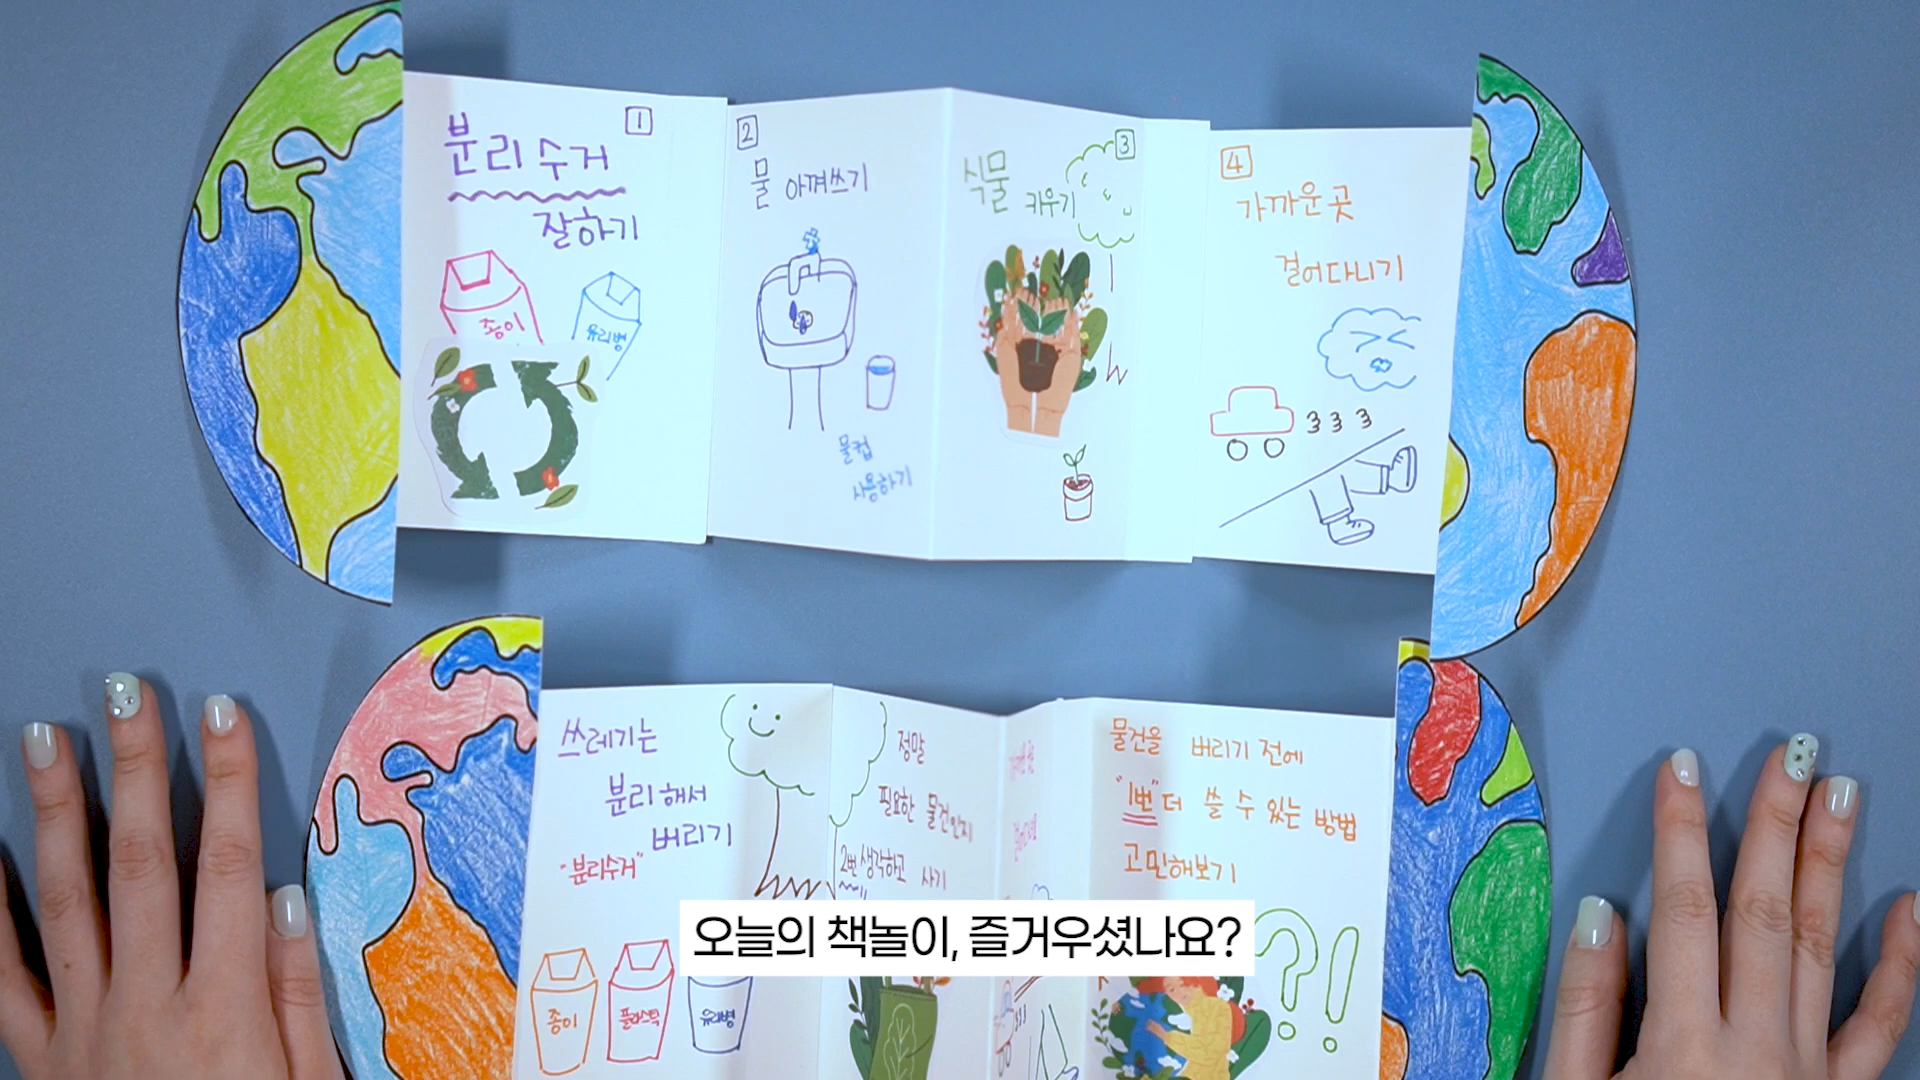 1
분리수거
잘하기
종이
유리병
2
물 아껴쓰기
물컵
사용하기
3
식물
키우기
4
가까운 곳
걸어다니기
쓰레기는
분리해서
버리기
"분리수거"
종이
플라스틱
유리병
정말
필요한 물건인지
2번 생각하고 사기
물건을 버리기 전에
"1번" 더 쓸 수 있는 방법
고민해보기
?!
오늘의 책놀이, 즐거우셨나요?